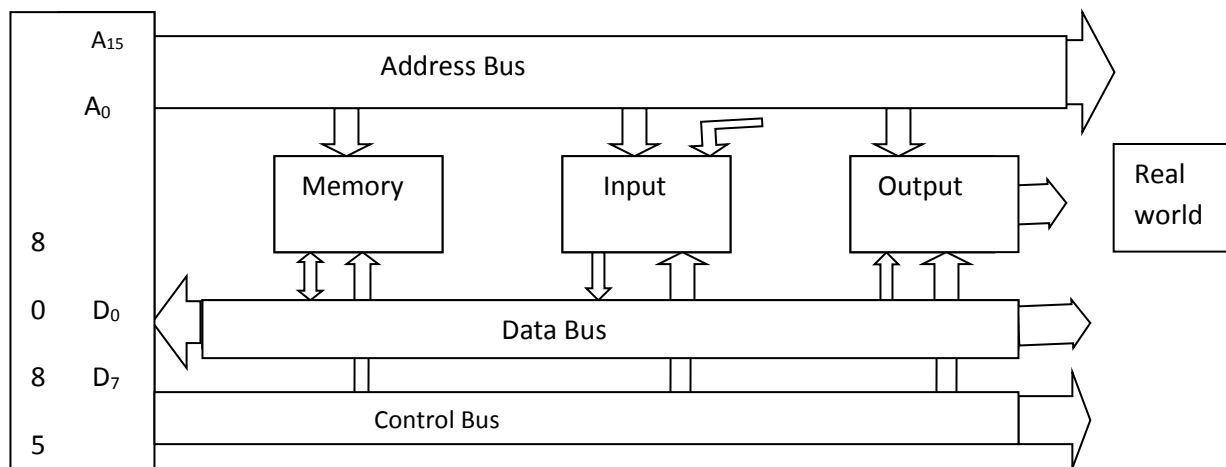 A₁₅
Address Bus
A₀
Memory
Input
Output
Real
world
8
0
D₀
Data Bus
8
D₇
Control Bus
5